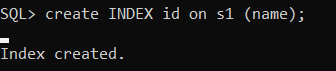 SQL> create INDEX id on s1 (name);
Index created.